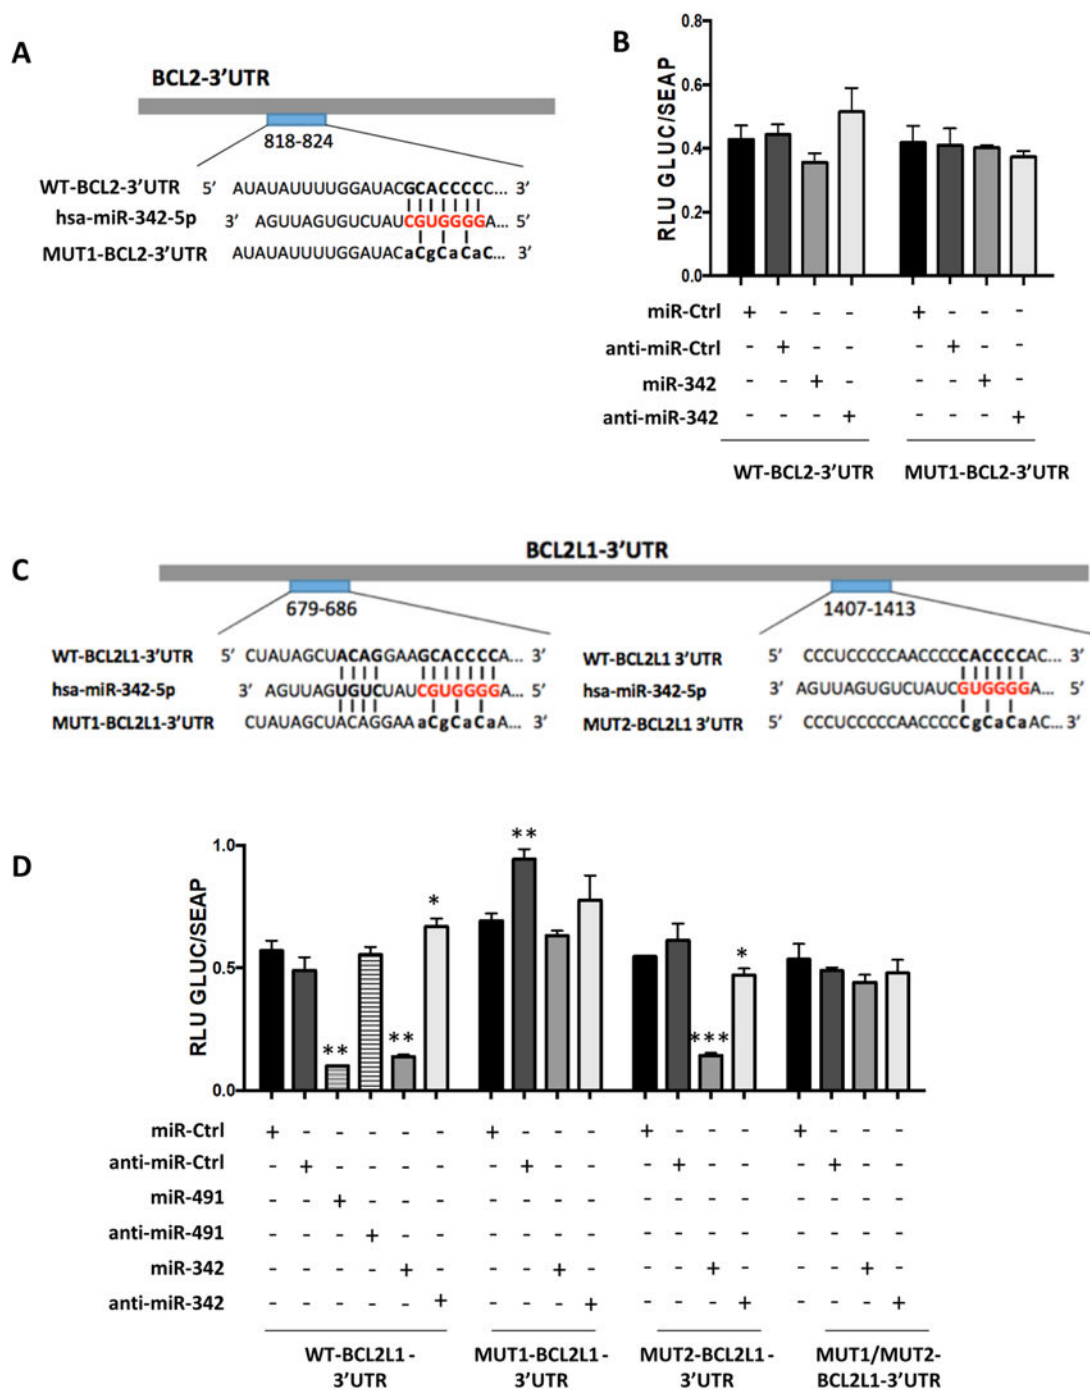 A
BCL2-3’UTR
818-824
WT-BCL2-3’UTR 5’ AUAUAUUUUGGAUACGCACCCCC... 3’
hsa-miR-342-5p 3’ AGUUAGUGUCUAUCGUGGGGA... 5’
MUT1-BCL2-3’UTR AUAUAUUUUGGAUACaCgCaCaC... 3’
B
RLU GLUC/SEAP
0.8
0.6
0.4
0.2
0.0
miR-Ctrl + - - - + - - -
anti-miR-Ctrl - + - - - + - -
miR-342 - - + - - - + -
anti-miR-342 - - - + - - - +
WT-BCL2-3’UTR MUT1-BCL2-3’UTR
C
BCL2L1-3’UTR
679-686 1407-1413
WT-BCL2L1-3’UTR 5’ CUAUAGCUACAGGAAGCACCCCA... 3’
hsa-miR-342-5p 3’ AGUUAGUGUCUAUCGUGGGGA... 5’
MUT1-BCL2L1-3’UTR CUAUAGCUACAGGAAaCgCaCaA... 3’
WT-BCL2L1 3’UTR 5’ CCCUCCCCCAACCCCCACCCCAC... 3’
hsa-miR-342-5p 3’ AGUUAGUGUCUAUCGUGGGGA... 5’
MUT2-BCL2L1 3’UTR 5’ CCCUCCCCCAACCCCCgCaCaAC... 3’
D
RLU GLUC/SEAP
1.0
0.5
0.0
** ** * ** *** *
miR-Ctrl + - - - - - + - - - + - - - + - - -
anti-miR-Ctrl - + - - - - - + - - - + - - - + - -
miR-491 - - + - - - - - - - - - - - - - - -
anti-miR-491 - - - + - - - - - - - - - - - - - -
miR-342 - - - - + - - - + - - - + - - - + -
anti-miR-342 - - - - - + - - - + - - - + - - - +
WT-BCL2L1 - MUT1-BCL2L1 - MUT2-BCL2L1 - MUT1/MUT2-
3’UTR 3’UTR 3’UTR BCL2L1-3’UTR